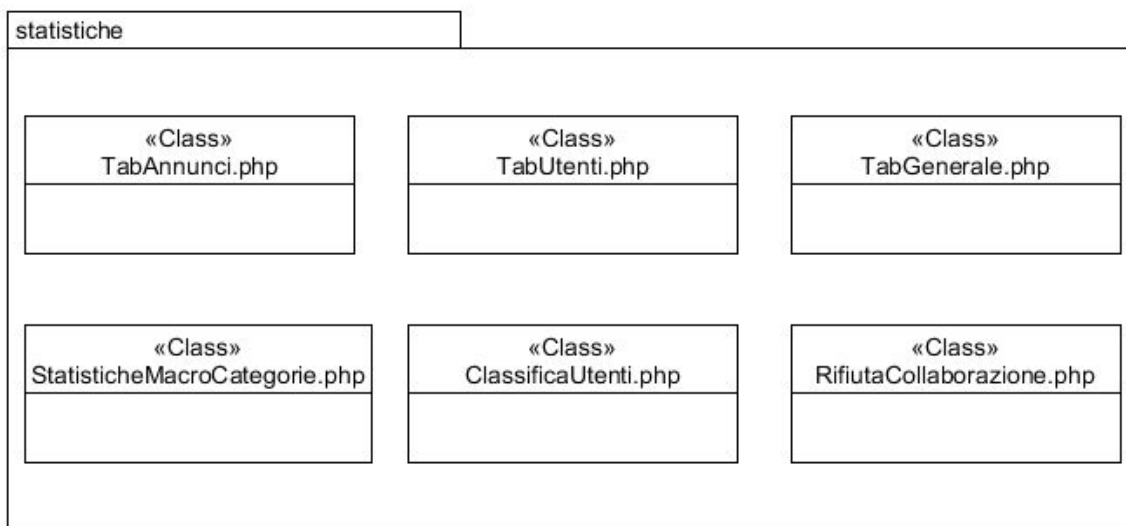 statistiche
«Class»
TabAnnunci.php
«Class»
TabUtenti.php
«Class»
TabGenerale.php
«Class»
StatisticheMacroCategorie.php
«Class»
ClassificaUtenti.php
«Class»
RifiutaCollaborazione.php